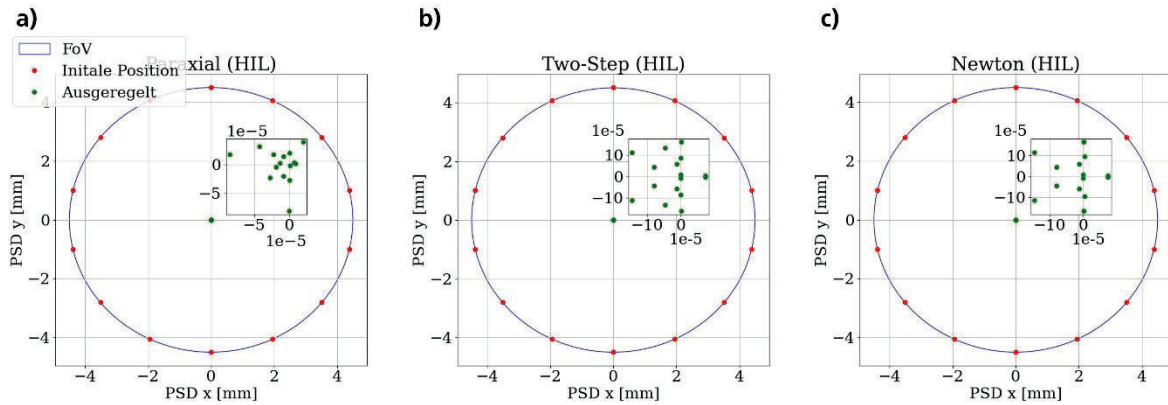 a)
FoV
Initale Position
Ausgeregelt
Paraxial (HIL)
4
2
0
−2
−4
PSD y [mm]
1e−5
0
−5
−5 0
1e−5
−4 −2 0 2 4
PSD x [mm]
b)
Two-Step (HIL)
4
2
0
−2
−4
PSD y [mm]
1e−5
10
0
−10
−10 0
1e−5
−4 −2 0 2 4
PSD x [mm]
c)
Newton (HIL)
4
2
0
−2
−4
PSD y [mm]
1e−5
10
0
−10
−10 0
1e−5
−4 −2 0 2 4
PSD x [mm]